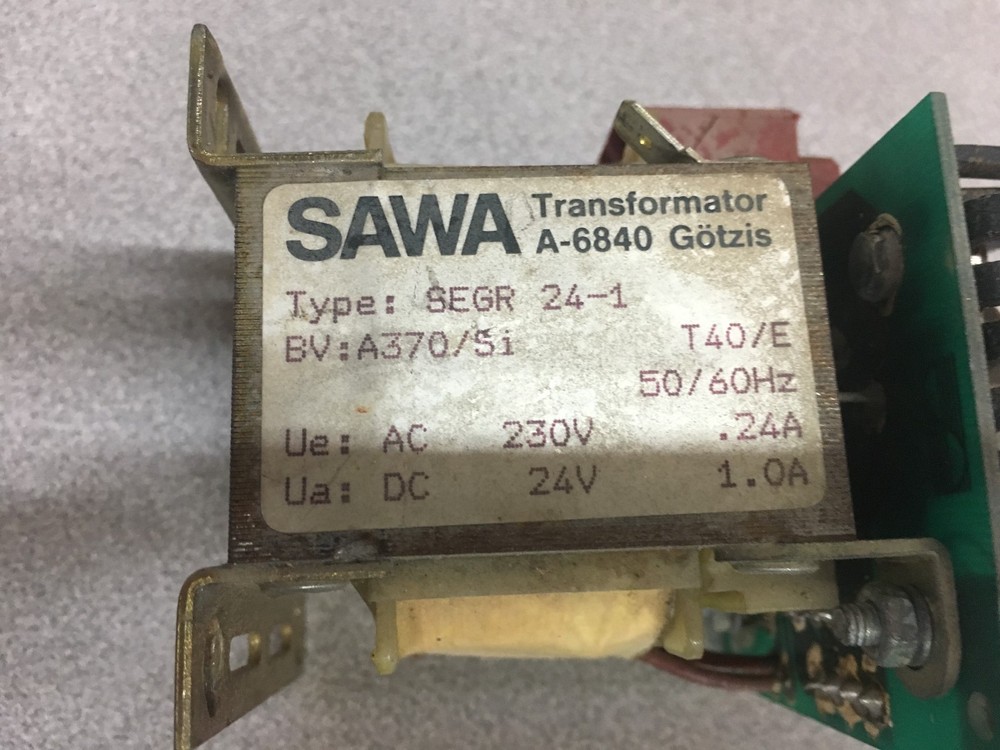 SAWA Transformator
A-6840 Götzis
Type: SEGR 24-1
BV:A370/Si T40/E
50/60Hz
Ue: AC 230V .24A
Ua: DC 24V 1.0A